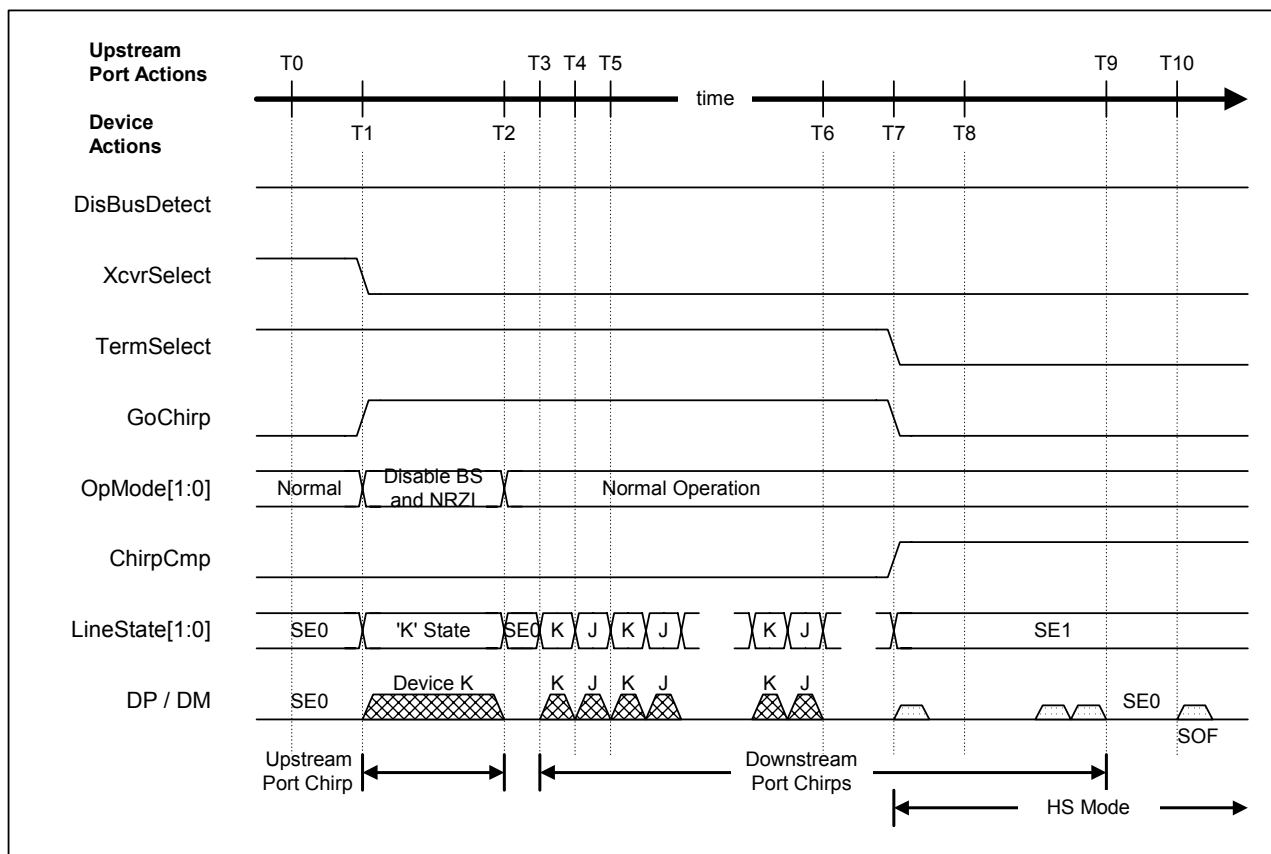 Upstream
Port Actions
T0
T3
T4
T5
T9
T10
time
Device
Actions
T1
T2
T6
T7
T8
DisBusDetect
XcvrSelect
TermSelect
GoChirp
OpMode[1:0]
Normal
Disable BS
and NRZI
Normal Operation
ChirpCmp
LineState[1:0]
SE0
'K' State
SE0
K
J
K
J
K
J
SE1
DP / DM
SE0
Device K
K
J
K
J
K
J
SE0
SOF
Upstream
Port Chirp
Downstream
Port Chirps
HS Mode